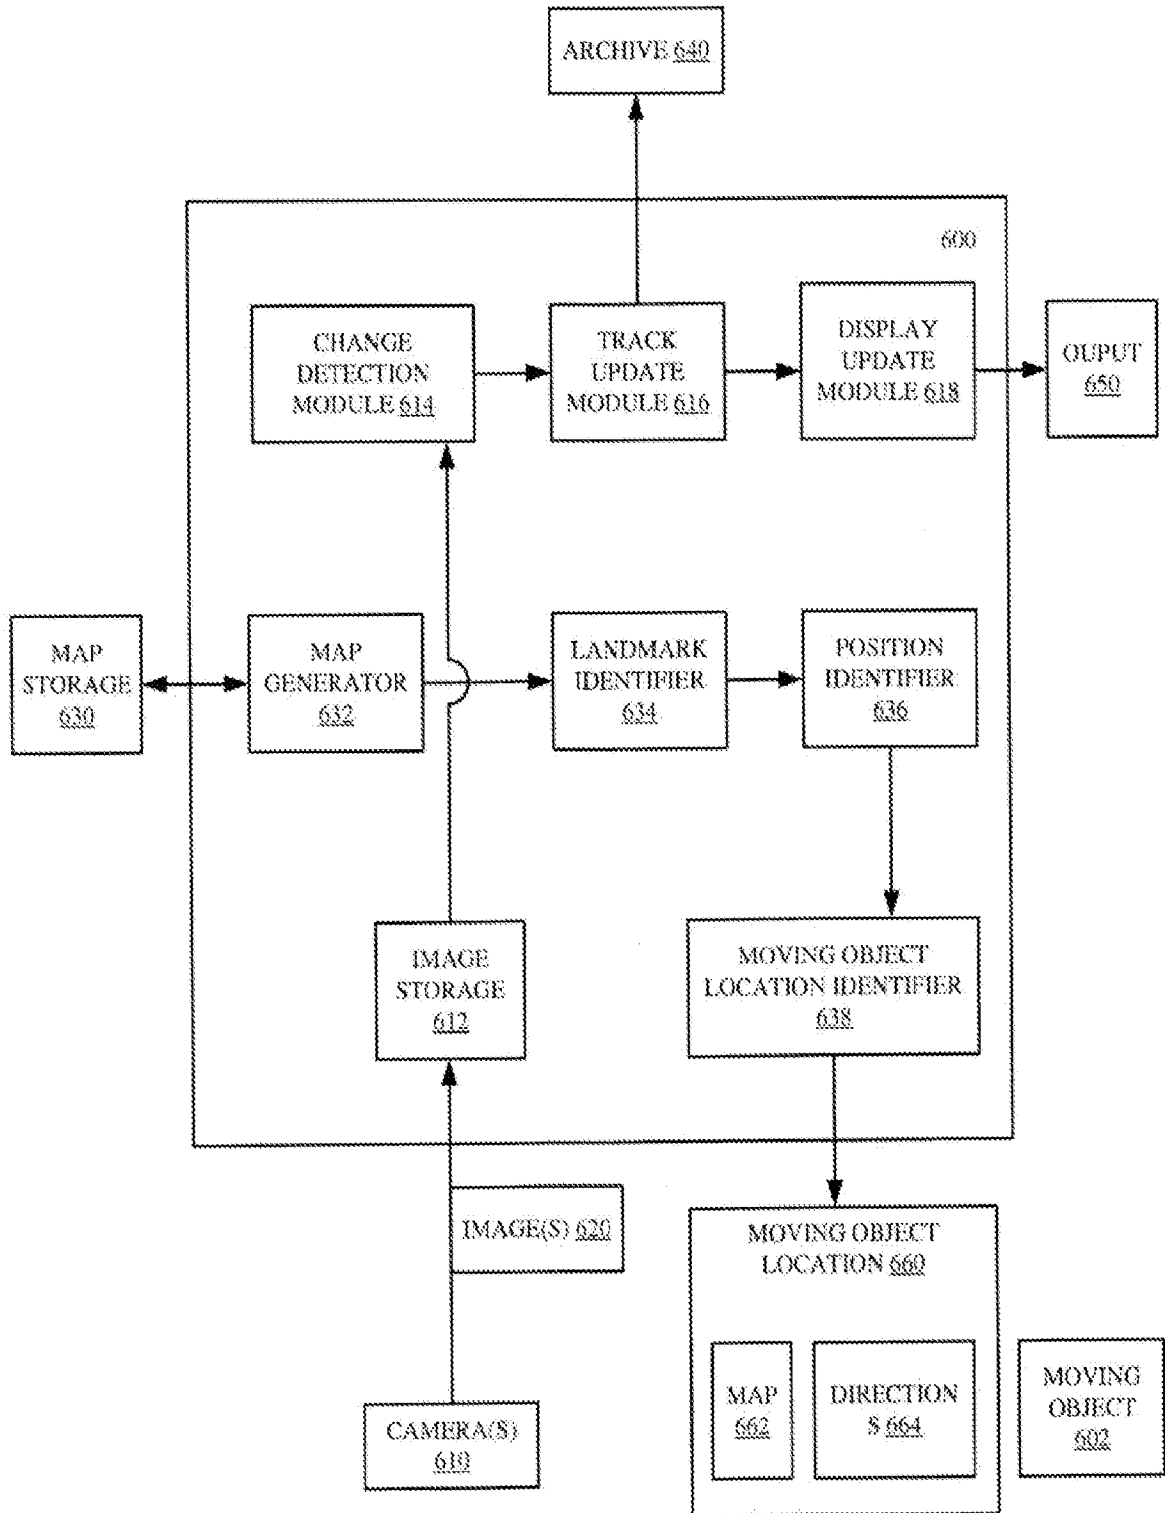 ARCHIVE 640
600
CHANGE
DETECTION
MODULE 614
TRACK
UPDATE
MODULE 616
DISPLAY
UPDATE
MODULE 618
OUPUT
650
MAP
STORAGE
630
MAP
GENERATOR
632
LANDMARK
IDENTIFIER
634
POSITION
IDENTIFIER
636
IMAGE
STORAGE
612
MOVING OBJECT
LOCATION IDENTIFIER
638
IMAGE(S) 620
MOVING OBJECT
LOCATION 660
CAMERA(S)
610
MAP
662
DIRECTION
S 664
MOVING
OBJECT
602